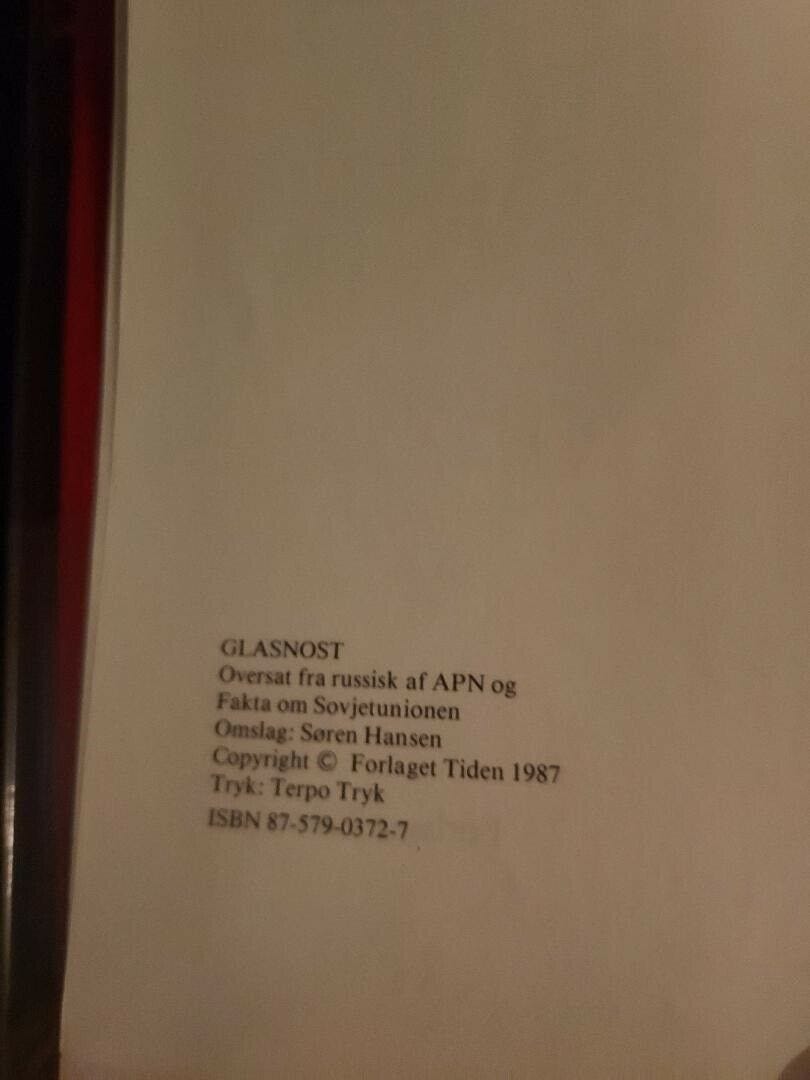 GLASNOST
Oversat fra russisk af APN og
Fakta om Sovjetunionen
Omslag: Søren Hansen
Copyright © Forlaget Tiden 1987
Tryk: Terpo Tryk
ISBN 87-579-0372-7